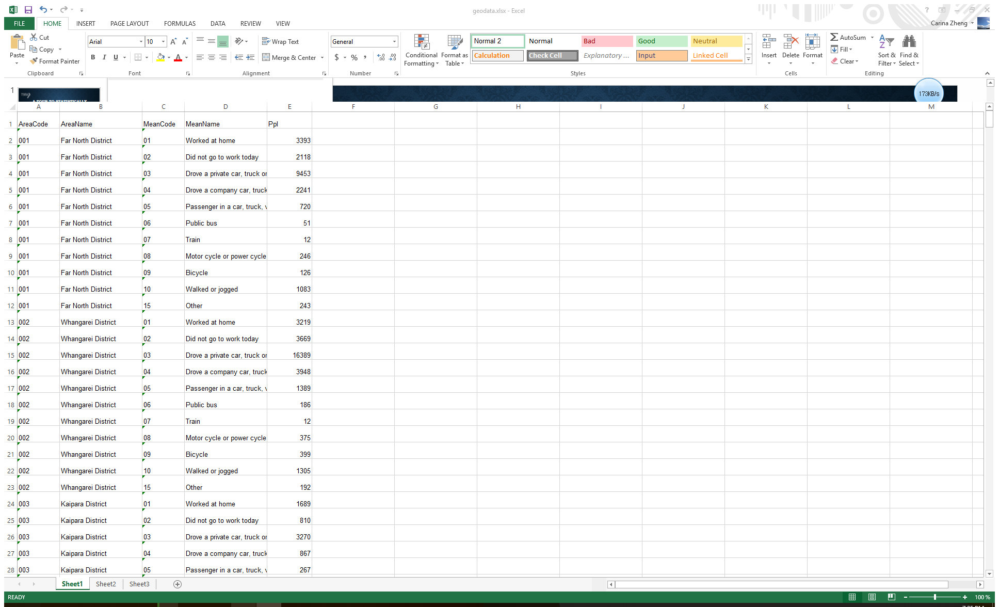 geodata.xlsx - Excel
FILE HOME INSERT PAGE LAYOUT FORMULAS DATA REVIEW VIEW
Carina Zheng
Paste
Cut
Copy
Format Painter
Clipboard
Arial 10
B I U
Font
Wrap Text
Merge & Center
Alignment
General
$ % ,
Number
Conditional Formatting
Format as Table
Normal 2 Normal Bad Good Neutral
Calculation Check Cell Explanatory ... Input Linked Cell
Styles
Insert Delete Format
Cells
AutoSum
Fill
Clear
Sort & Filter
Find & Select
Editing
1
A TOUR TO STATISTICALLY
173KB/s
A B C D E F G H I J K L M
1 AreaCode AreaName MeanCode MeanName Ppl
2 001 Far North District 01 Worked at home 3393
3 001 Far North District 02 Did not go to work today 2118
4 001 Far North District 03 Drove a private car, truck or 9453
5 001 Far North District 04 Drove a company car, truck 2241
6 001 Far North District 05 Passenger in a car, truck, v 720
7 001 Far North District 06 Public bus 51
8 001 Far North District 07 Train 12
9 001 Far North District 08 Motor cycle or power cycle 246
10 001 Far North District 09 Bicycle 126
11 001 Far North District 10 Walked or jogged 1083
12 001 Far North District 15 Other 243
13 002 Whangarei District 01 Worked at home 3219
14 002 Whangarei District 02 Did not go to work today 3669
15 002 Whangarei District 03 Drove a private car, truck or 16389
16 002 Whangarei District 04 Drove a company car, truck 3948
17 002 Whangarei District 05 Passenger in a car, truck, v 1389
18 002 Whangarei District 06 Public bus 186
19 002 Whangarei District 07 Train 12
20 002 Whangarei District 08 Motor cycle or power cycle 375
21 002 Whangarei District 09 Bicycle 399
22 002 Whangarei District 10 Walked or jogged 1305
23 002 Whangarei District 15 Other 192
24 003 Kaipara District 01 Worked at home 1689
25 003 Kaipara District 02 Did not go to work today 810
26 003 Kaipara District 03 Drove a private car, truck or 3270
27 003 Kaipara District 04 Drove a company car, truck 867
28 003 Kaipara District 05 Passenger in a car, truck, v 267
Sheet1 Sheet2 Sheet3
READY
100 %